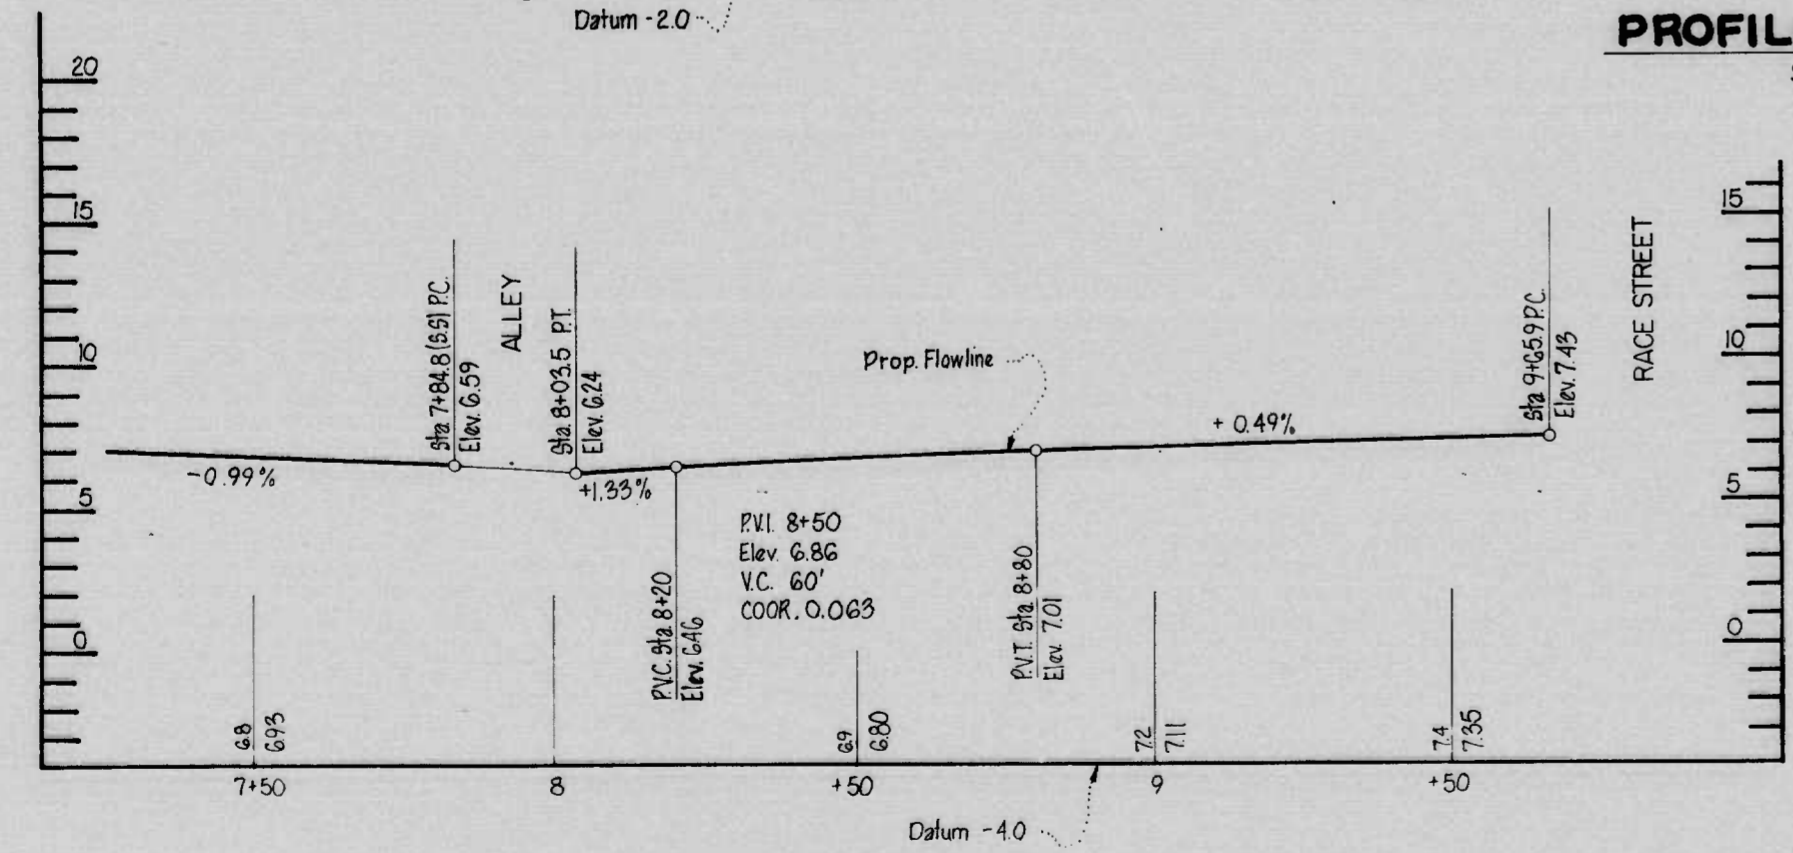 Datum -2.0
PROFIL
20
15
10
5
0
15
10
5
0
Sta. 7+84.8 (S.S) P.C.
Elev. 6.59
ALLEY
Sta. 8+03.5 P.T.
Elev. 6.24
Prop. Flowline
Sta 9+65.9 P.C.
Elev. 7.43
RACE STREET
-0.99%
+1.33%
+ 0.49%
P.V.I. 8+50
Elev. 6.86
V.C. 60'
COOR. 0.063
P.V.C. Sta. 8+20
Elev. 6.46
P.V.T. Sta. 8+80
Elev. 7.01
6.8
6.93
6.9
6.80
7.2
7.11
7.4
7.35
7+50
8
+50
9
+50
Datum -4.0